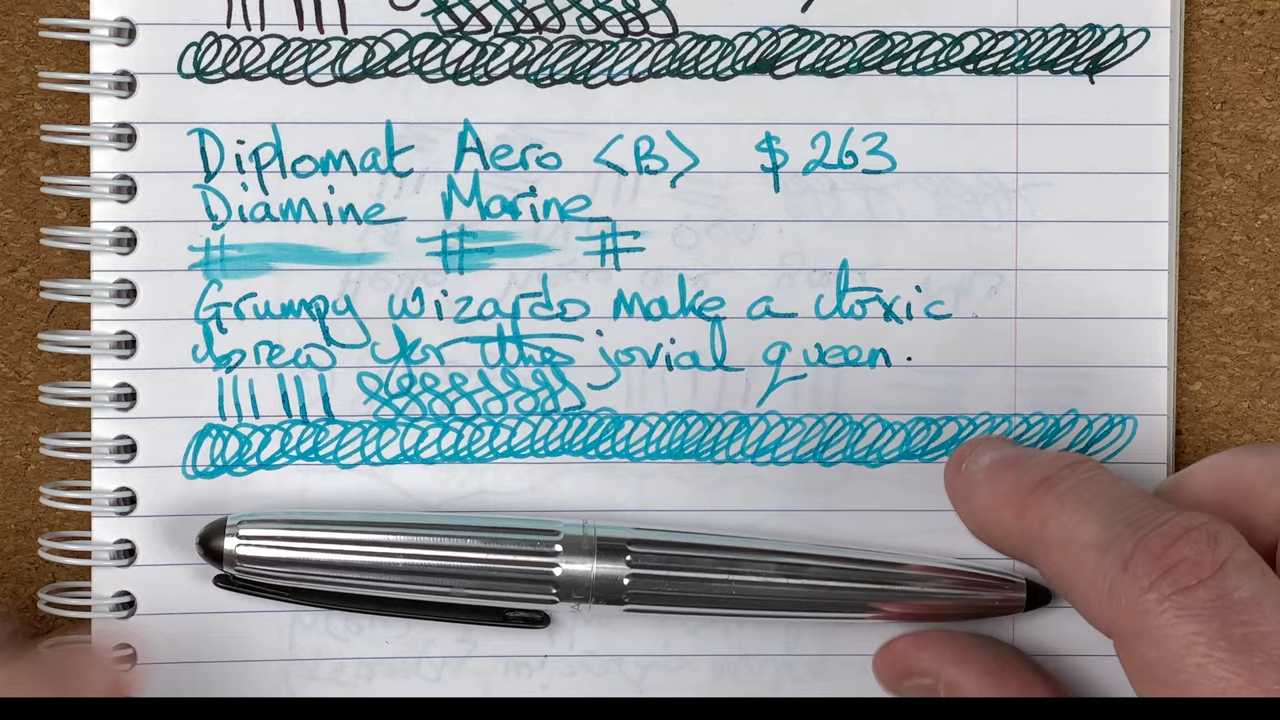 Diplomat Aero <B> $263
Diamine Marine
Grumpy wizards make a toxic
brew for the jovial queen.